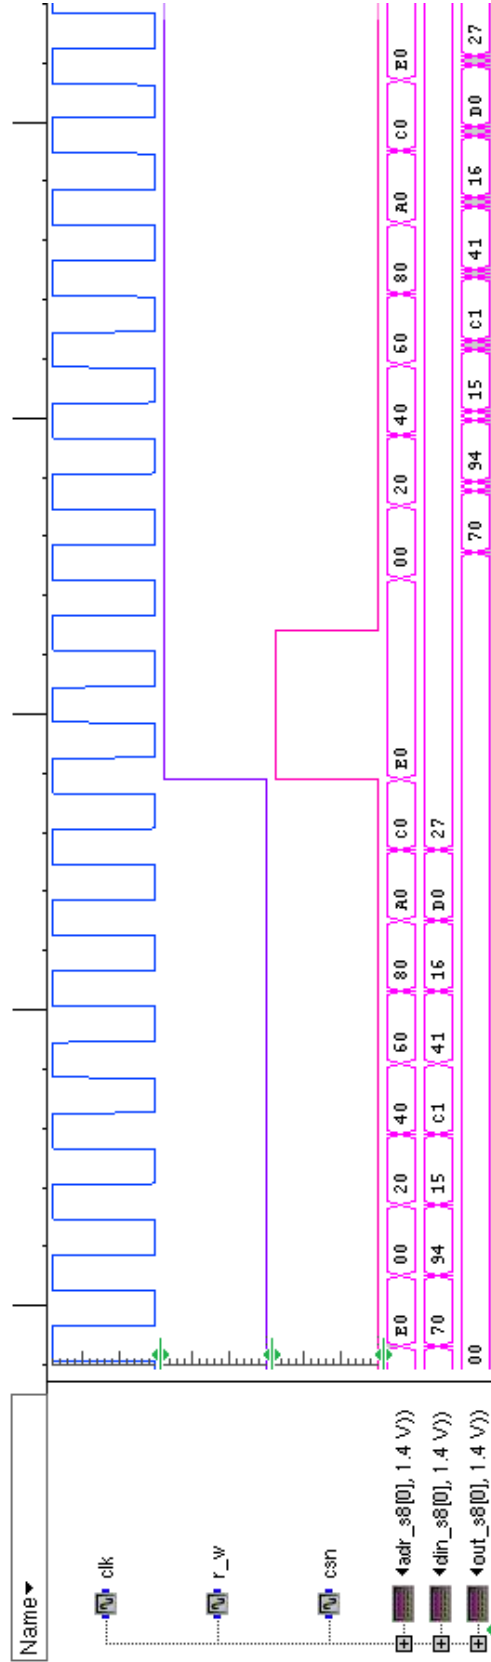 Name▾
clk
r_w
csn
adr_s8[0], 1.4 V)) E0 00 20 40 60 80 A0 C0 E0 00 20 40 60 80 A0 C0 E0
din_s8[0], 1.4 V)) 70 94 15 C1 41 16 D0 27
out_s8[0], 1.4 V)) 00 70 94 15 C1 41 16 D0 27